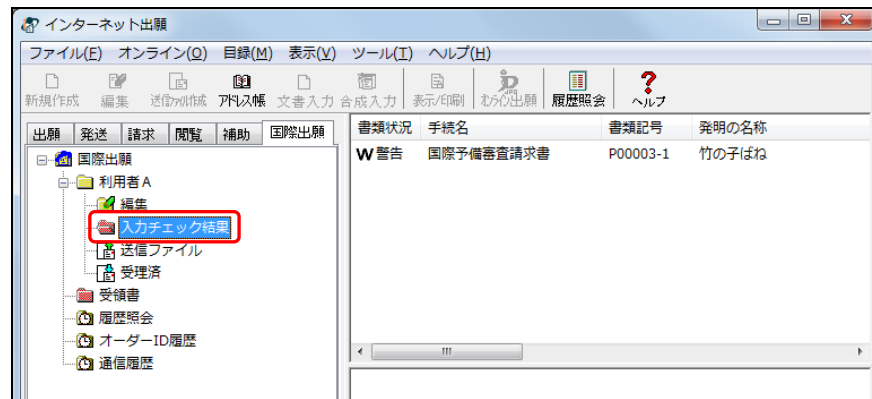 インターネット出願
ファイル(F) オンライン(O) 目録(M) 表示(V) ツール(T) ヘルプ(H)
新規作成 編集 送信ファイル作成 アドレス帳 文書入力 合成入力 表示/印刷 オンライン出願 履歴照会 ヘルプ
出願 発送 請求 閲覧 補助 国際出願
書類状況 手続名 書類記号 発明の名称
W 警告 国際予備審査請求書 P00003-1 竹の子ばね
国際出願
利用者A
編集
入力チェック結果
送信ファイル
受理済
受領書
履歴照会
オーダーID履歴
通信履歴